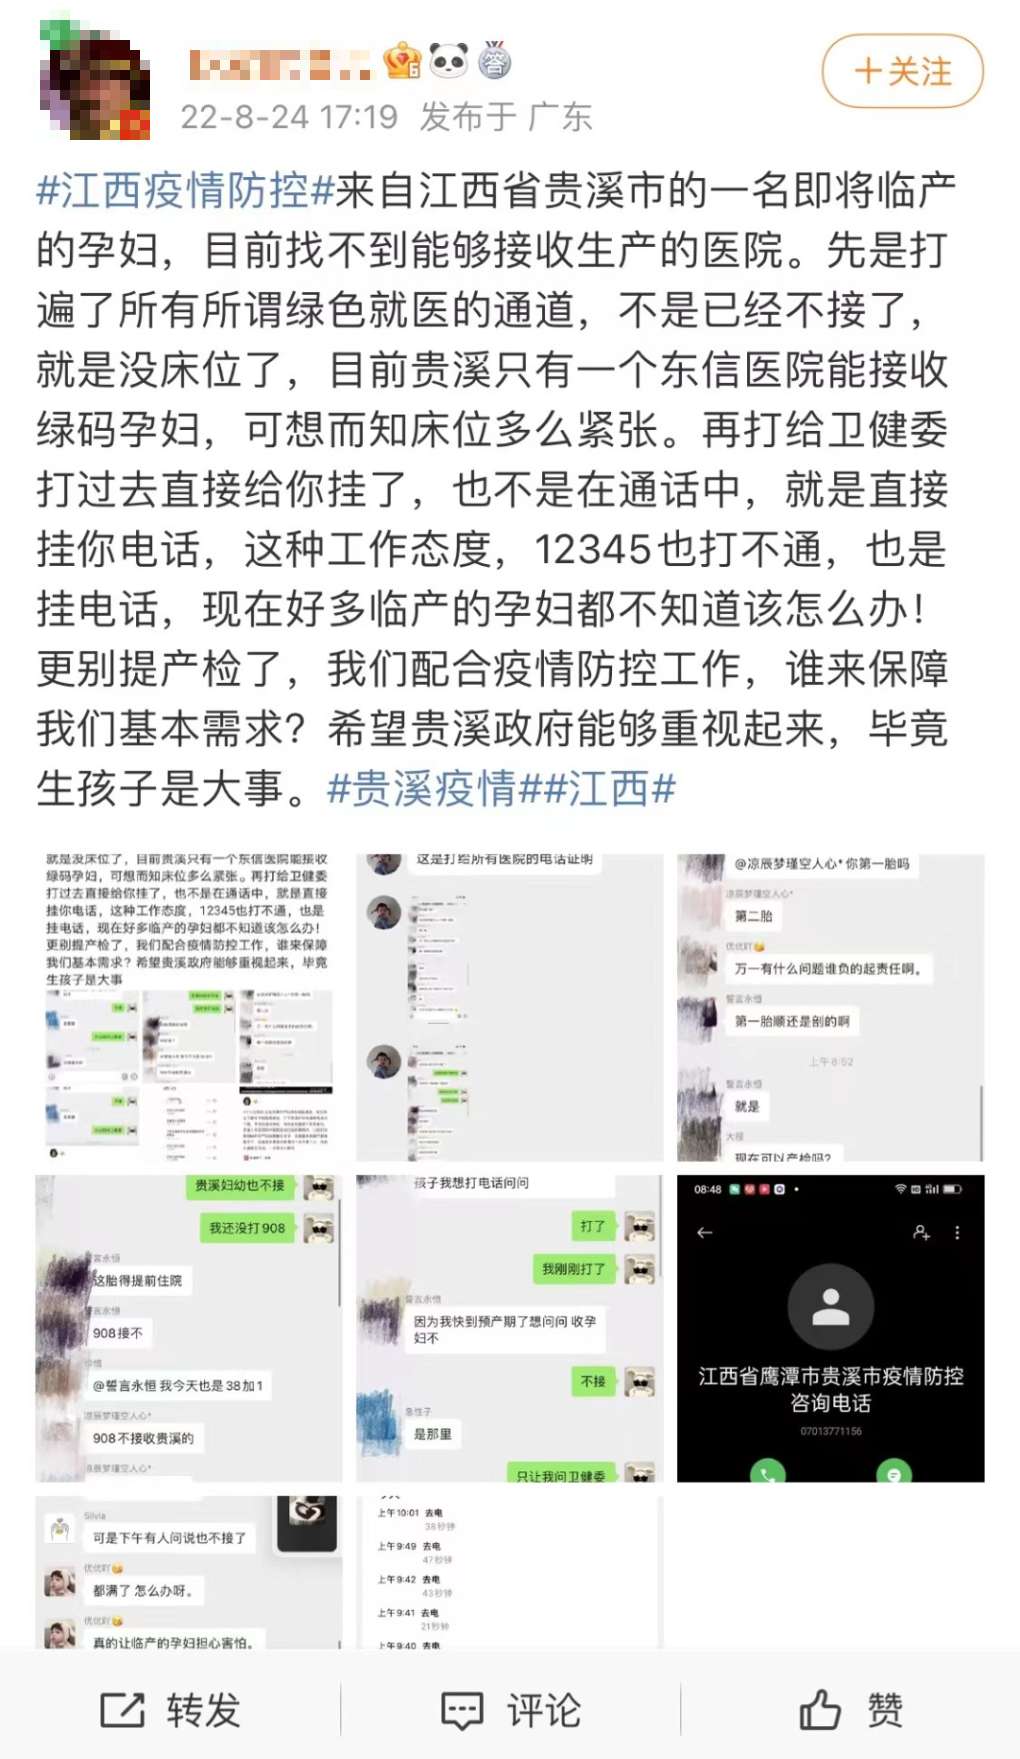 22-8-24 17:19 发布于 广东
+关注
#江西疫情防控#来自江西省贵溪市的一名即将临产
的孕妇，目前找不到能够接收生产的医院。先是打
遍了所有所谓绿色就医的通道，不是已经不接了，
就是没床位了，目前贵溪只有一个东信医院能接收
绿码孕妇，可想而知床位多么紧张。再打给卫健委
打过去直接给你挂了，也不是在通话中，就是直接
挂你电话，这种工作态度，12345也打不通，也是
挂电话，现在好多临产的孕妇都不知道该怎么办！
更别提产检了，我们配合疫情防控工作，谁来保障
我们基本需求？希望贵溪政府能够重视起来，毕竟
生孩子是大事。#贵溪疫情##江西#
就是没床位了，目前贵溪只有一个东信医院能接收
绿码孕妇，可想而知床位多么紧张。再打给卫健委
打过去直接给你挂了，也不是在通话中，就是直接
挂你电话，这种工作态度，12345也打不通，也是
挂电话，现在好多临产的孕妇都不知道该怎么办！
更别提产检了，我们配合疫情防控工作，谁来保障
我们基本需求？希望贵溪政府能够重视起来，毕竟
生孩子是大事
这是打给所有医院的电话证明
@凉辰梦瑾空人心* 你第一胎吗
凉辰梦瑾空人心*
第二胎
优优吖
万一有什么问题谁负的起责任啊。
誓言永恒
第一胎顺还是剖的啊
上午8:52
誓言永恒
就是
大程
现在可以产检吗?
贵溪妇幼也不接
我还没打908
誓言永恒
这胎得提前住院
誓言永恒
908接不
@誓言永恒 我今天也是38加1
凉辰梦瑾空人心*
908不接收贵溪的
凉辰梦瑾空人心*
孩子我想打电话问问
打了
我刚刚打了
誓言永恒
因为我快到预产期了想问问 收孕
妇不
不接
急性子
是那里
只让我问卫健委
08:48
江西省鹰潭市贵溪市疫情防控
咨询电话
07013771156
Silvia
可是下午有人问说也不接了
优优吖
都满了 怎么办呀。
优优吖
真的让临产的孕妇担心害怕。
上午10:01 去电
38秒钟
上午9:49 去电
47秒钟
上午9:42 去电
43秒钟
上午9:41 去电
21秒钟
上午9:40 去电
转发
评论
赞